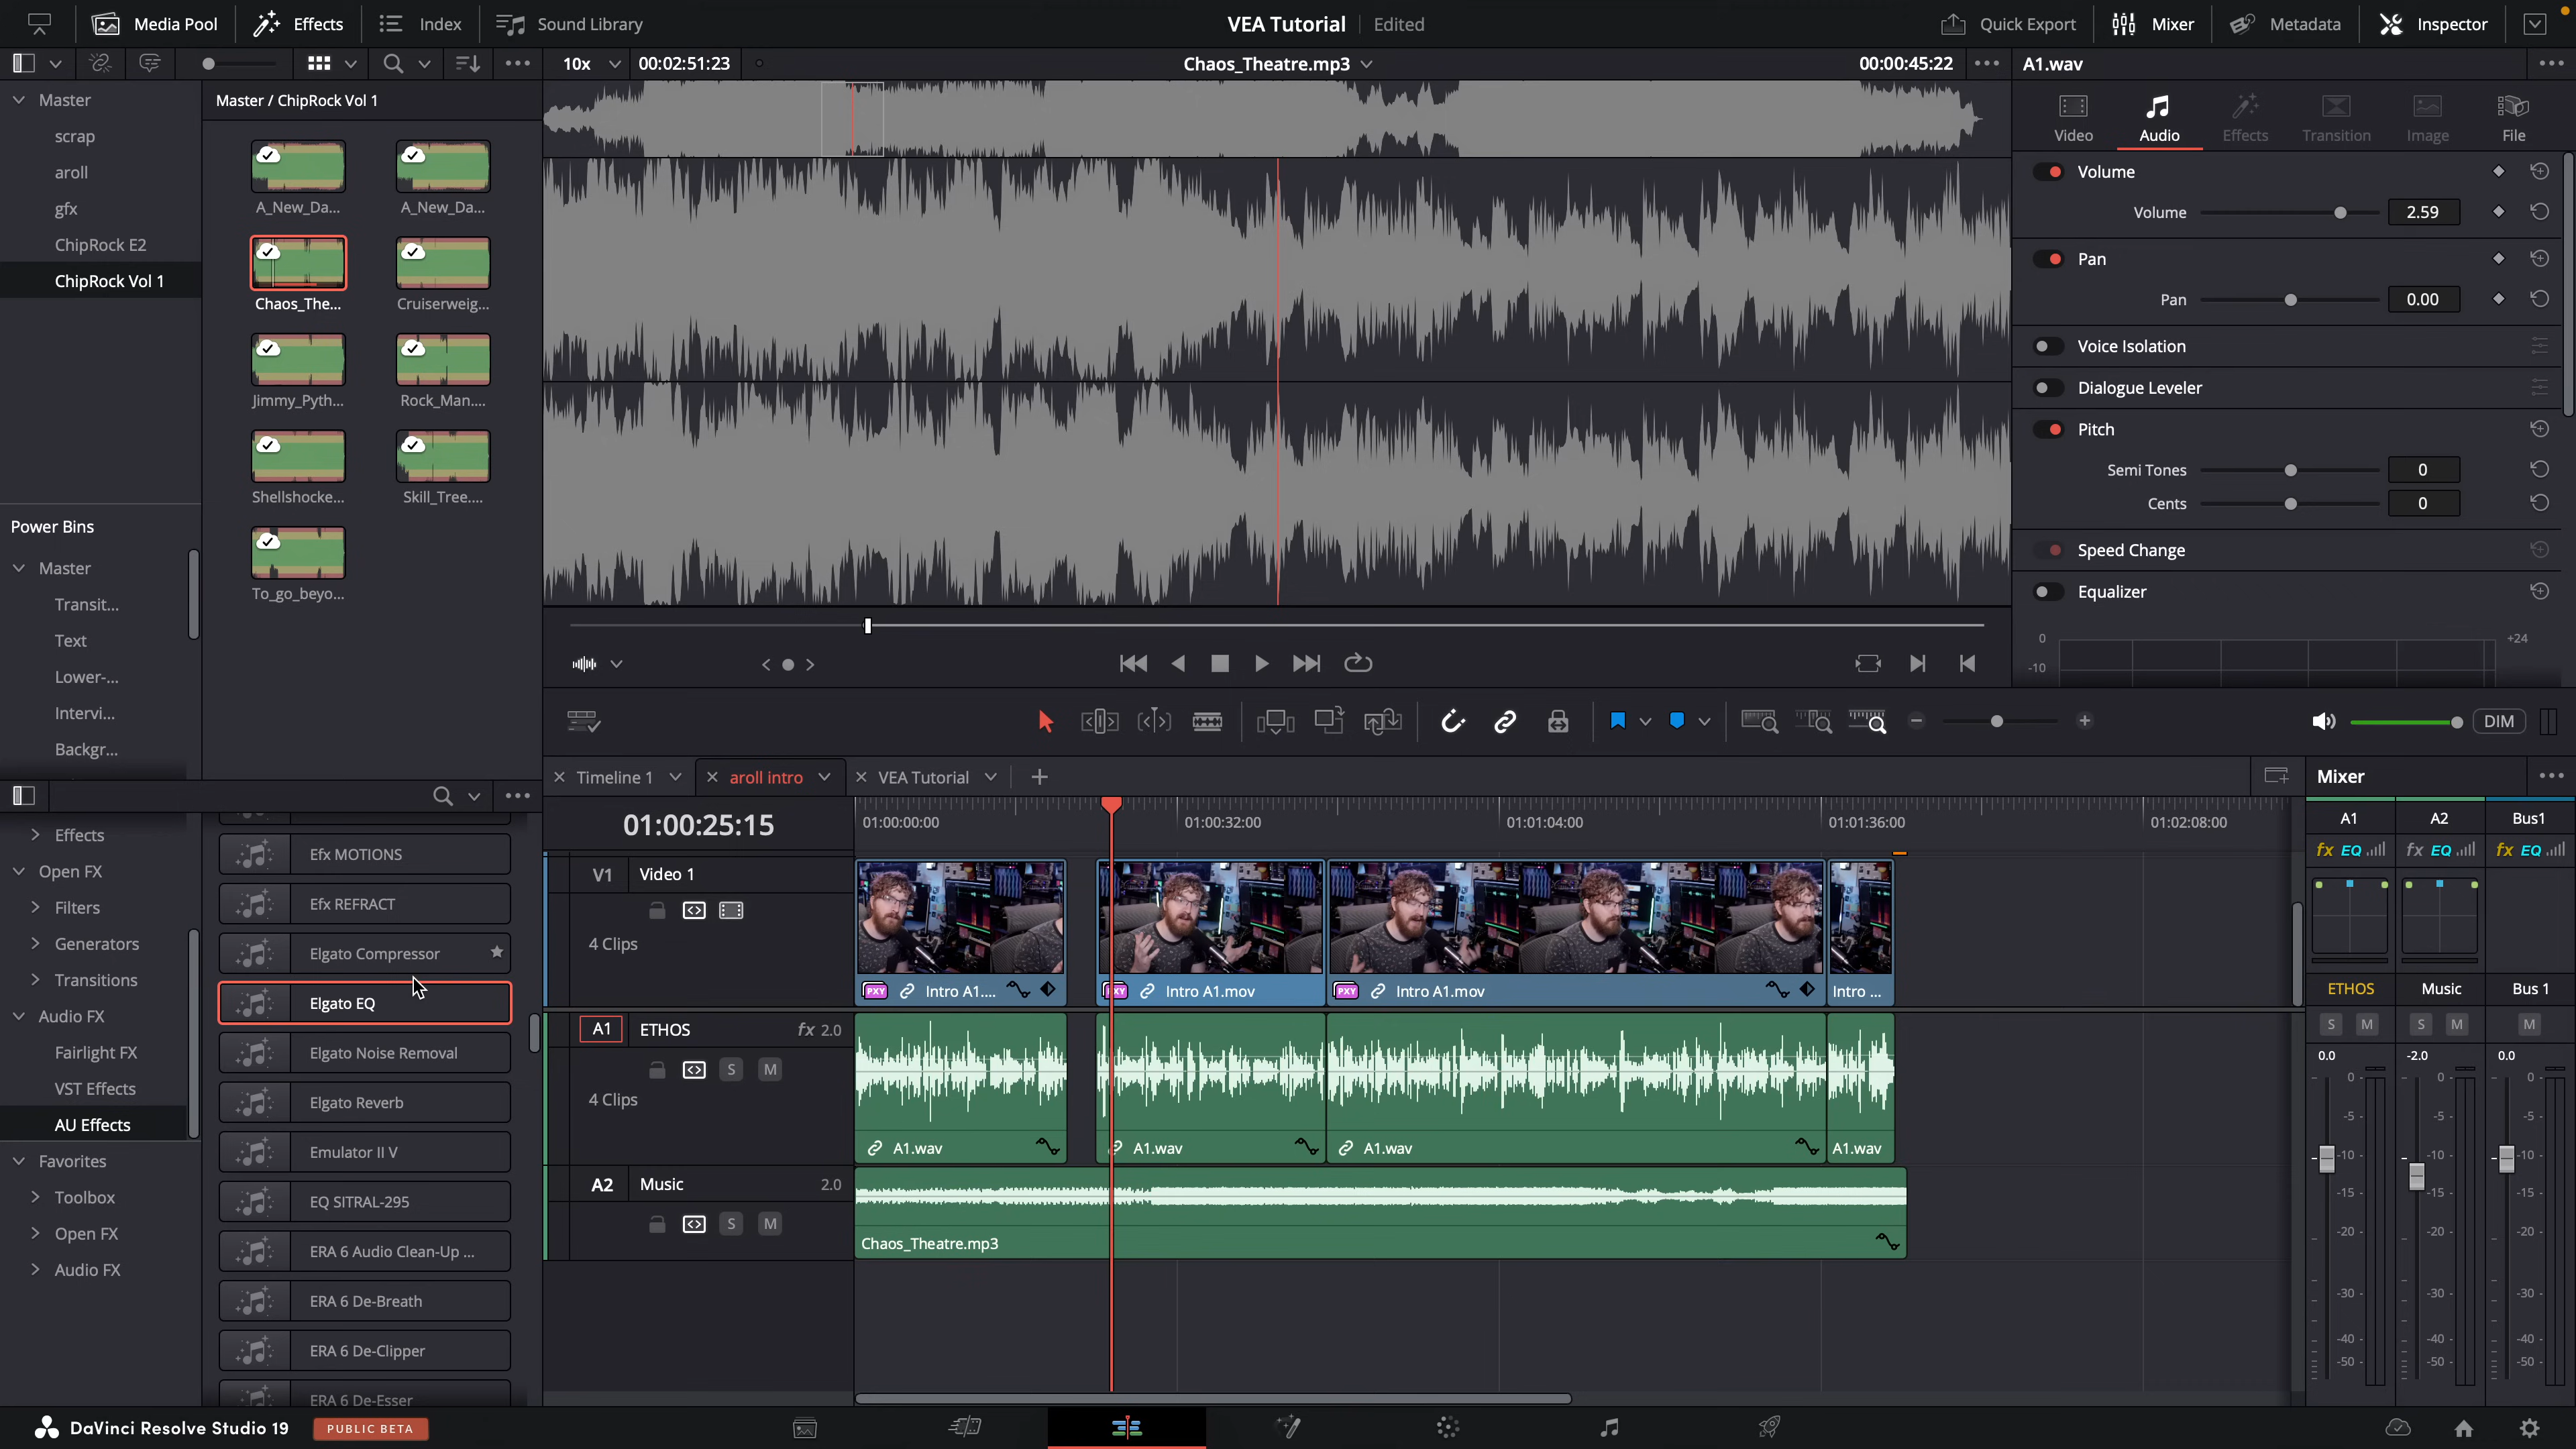 Media Pool
Effects
Index
Sound Library
VEA Tutorial
Edited
Quick Export
Mixer
Metadata
Inspector
10x
00:02:51:23
Chaos_Theatre.mp3
00:00:45:22
A1.wav
Master
scrap
aroll
gfx
ChipRock E2
ChipRock Vol 1
Master / ChipRock Vol 1
A_New_Da...
A_New_Da...
Chaos_The...
Cruiserweig...
Jimmy_Pyth...
Rock_Man....
Shellshocke...
Skill_Tree....
To_go_beyo...
Power Bins
Master
Transit...
Text
Lower-...
Intervi...
Backgr...
Video
Audio
Effects
Transition
Image
File
Volume
Volume
2.59
Pan
Pan
0.00
Voice Isolation
Dialogue Leveler
Pitch
Semi Tones
0
Cents
0
Speed Change
Equalizer
0
+24
-10
DIM
Effects
Open FX
Filters
Generators
Transitions
Audio FX
Fairlight FX
VST Effects
AU Effects
Favorites
Toolbox
Open FX
Audio FX
Efx MOTIONS
Efx REFRACT
Elgato Compressor
Elgato EQ
Elgato Noise Removal
Elgato Reverb
Emulator II V
EQ SITRAL-295
ERA 6 Audio Clean-Up ...
ERA 6 De-Breath
ERA 6 De-Clipper
ERA 6 De-Esser
Timeline 1
aroll intro
VEA Tutorial
01:00:25:15
01:00:00:00
01:00:32:00
01:01:04:00
01:01:36:00
01:02:08:00
V1
Video 1
4 Clips
PXY
Intro A1....
PXY
Intro A1.mov
PXY
Intro A1.mov
Intro ...
A1
ETHOS
fx 2.0
S
M
4 Clips
A1.wav
A1.wav
A1.wav
A1.wav
A2
Music
2.0
S
M
Chaos_Theatre.mp3
Mixer
A1
A2
Bus1
fx EQ
fx EQ
fx EQ
ETHOS
Music
Bus 1
S
M
S
M
M
0.0
-2.0
0.0
0
0
0
-5
-5
-5
-10
-10
-10
-15
-15
-15
-20
-20
-20
-30
-30
-30
-40
-40
-40
-50
-50
-50
DaVinci Resolve Studio 19
PUBLIC BETA